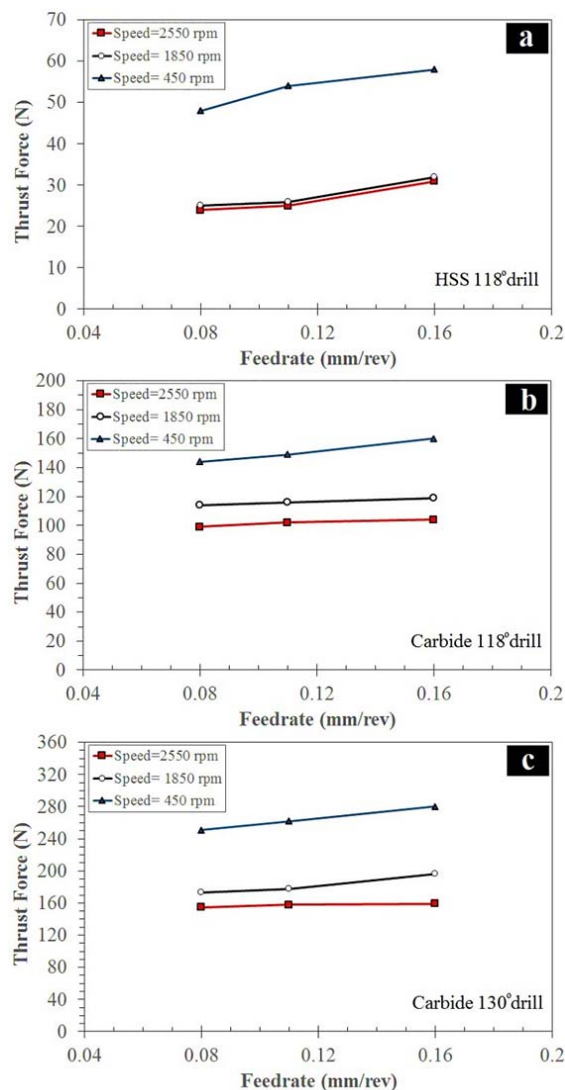 a
Speed=2550 rpm
Speed= 1850 rpm
Speed= 450 rpm
70
60
50
40
30
20
10
0
Thrust Force (N)
HSS 118°drill
0.04
0.08
0.12
0.16
0.2
Feedrate (mm/rev)
b
Speed=2550 rpm
Speed= 1850 rpm
Speed= 450 rpm
200
180
160
140
120
100
80
60
40
20
0
Thrust Force (N)
Carbide 118°drill
0.04
0.08
0.12
0.16
0.2
Feedrate (mm/rev)
c
Speed=2550 rpm
Speed= 1850 rpm
Speed= 450 rpm
360
320
280
240
200
160
120
80
40
0
Thrust Force (N)
Carbide 130°drill
0.04
0.08
0.12
0.16
0.2
Feedrate (mm/rev)